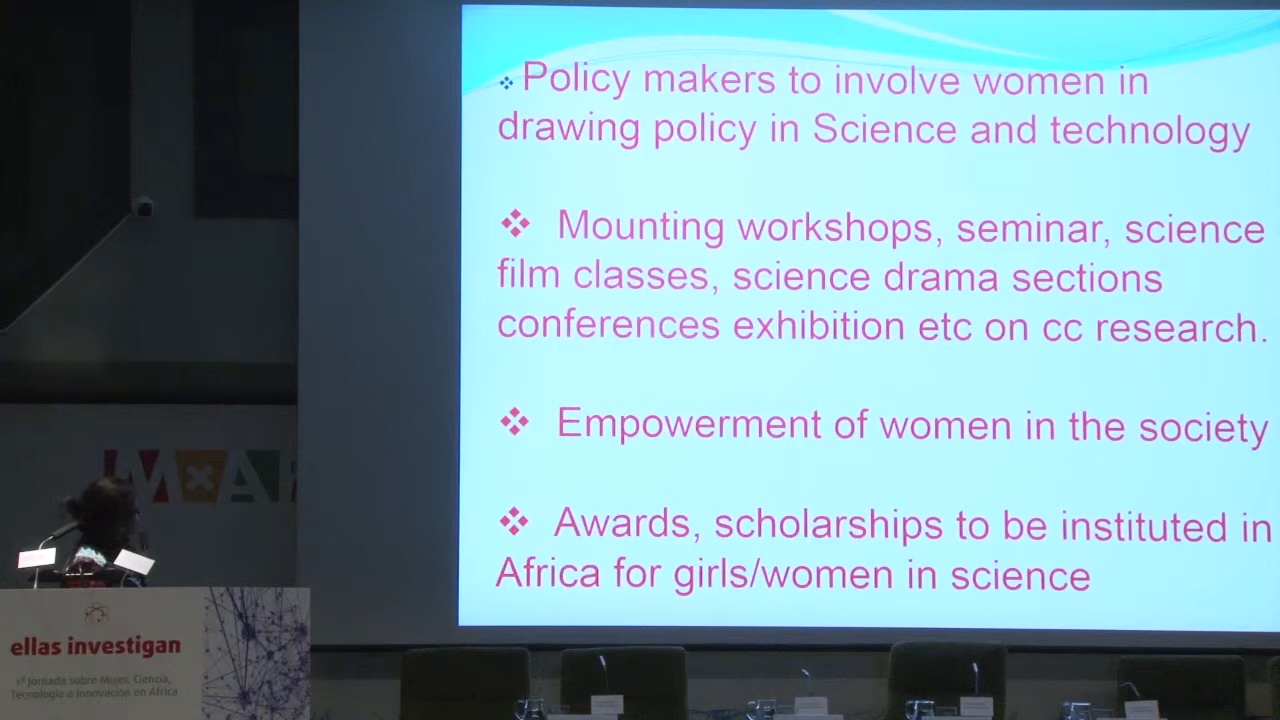 Policy makers to involve women in
drawing policy in Science and technology
Mounting workshops, seminar, science
film classes, science drama sections
conferences exhibition etc on cc research.
Empowerment of women in the society
Awards, scholarships to be instituted in
Africa for girls/women in science
MxA
ellas investigan
1ª Jornada sobre Mujer, Ciencia,
Tecnología e Innovación en África